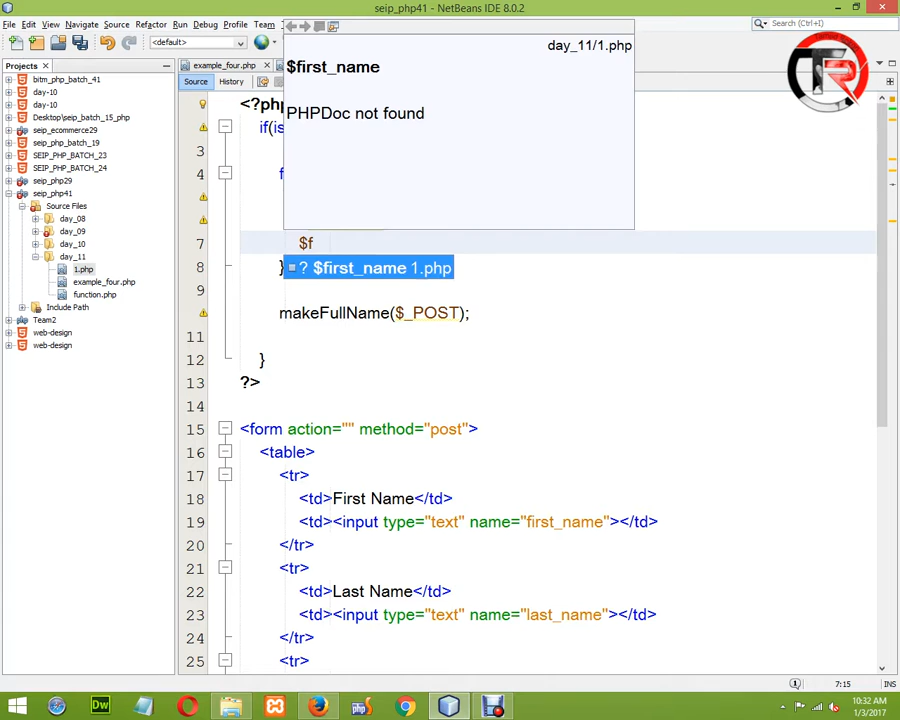 seip_php41 - NetBeans IDE 8.0.2
File Edit View Navigate Source Refactor Run Debug Profile Team
Search (Ctrl+I)
<default>
day_11/1.php
$first_name
PHPDoc not found
Projects
example_four.php
Source History
bitm_php_batch_41
day-10
day-10
Desktop\seip_batch_15_php
seip_ecommerce29
seip_php_batch_19
SEIP_PHP_BATCH_23
SEIP_PHP_BATCH_24
seip_php29
seip_php41
Source Files
day_08
day_09
day_10
day_11
1.php
example_four.php
function.php
Include Path
Team2
web-design
web-design
<?php
if(is
3
4 f
7 $f
? $first_name 1.php
8 }
9
makeFullName($_POST);
11
12 }
13 ?>
14
15 <form action="" method="post">
16 <table>
17 <tr>
18 <td>First Name</td>
19 <td><input type="text" name="first_name"></td>
20 </tr>
21 <tr>
22 <td>Last Name</td>
23 <td><input type="text" name="last_name"></td>
24 </tr>
25 <tr>
7:15 INS
TR
Dw
10:32 AM
1/3/2017